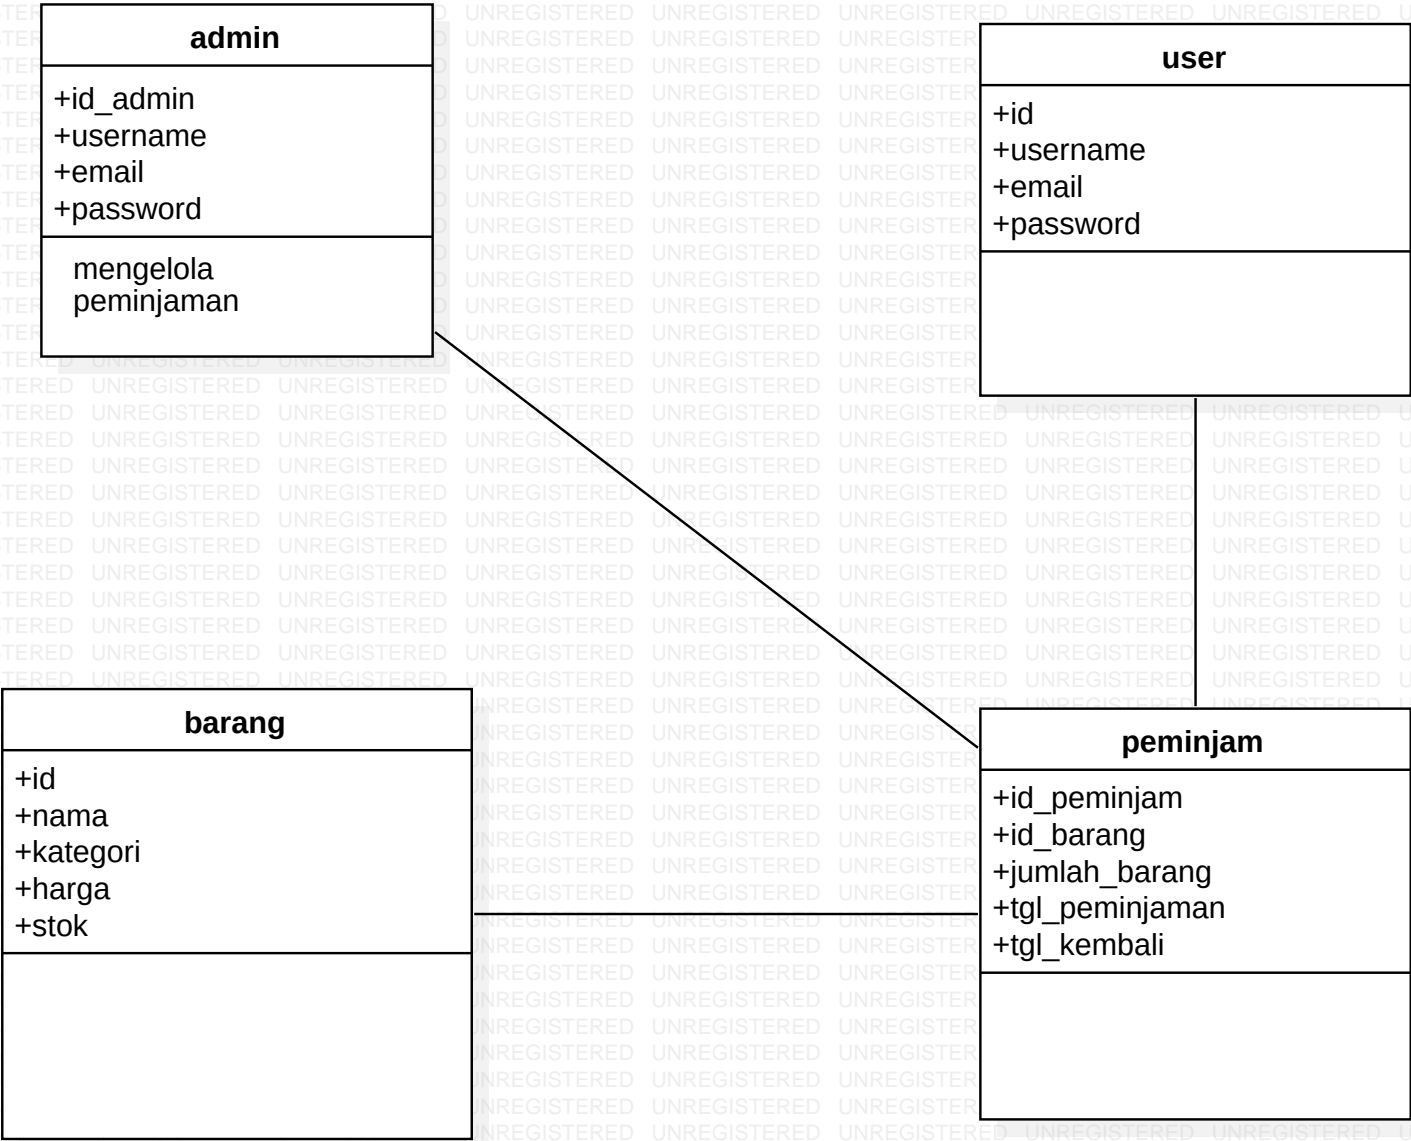 admin
+id_admin
+username
+email
+password
mengelola
peminjaman
user
+id
+username
+email
+password
barang
+id
+nama
+kategori
+harga
+stok
peminjam
+id_peminjam
+id_barang
+jumlah_barang
+tgl_peminjaman
+tgl_kembali
UNREGISTERED